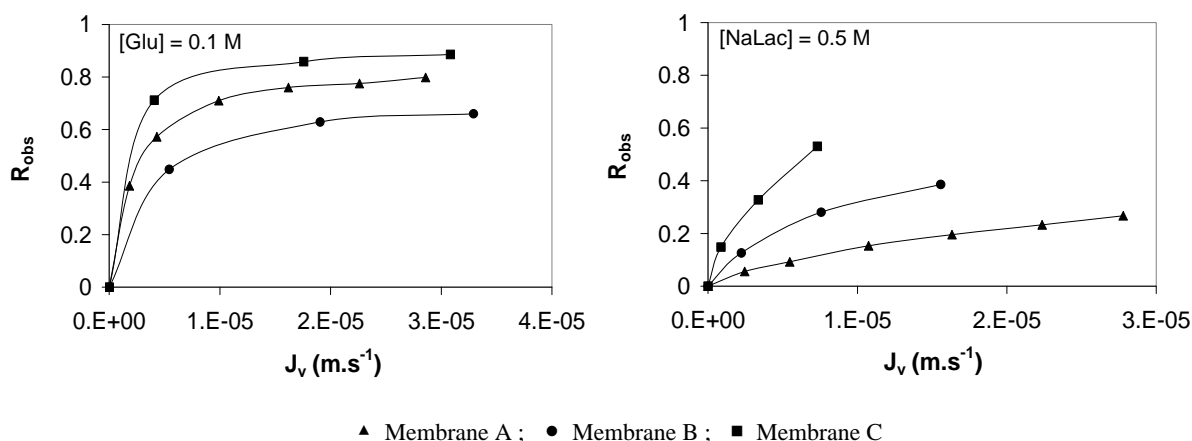 [Glu] = 0.1 M
1
0.8
0.6
0.4
0.2
0
R_obs
0.E+00 1.E-05 2.E-05 3.E-05 4.E-05
J_v (m.s⁻¹)
[NaLac] = 0.5 M
1
0.8
0.6
0.4
0.2
0
R_obs
0.E+00 1.E-05 2.E-05 3.E-05
J_v (m.s⁻¹)
▲ Membrane A ; ● Membrane B ; ■ Membrane C